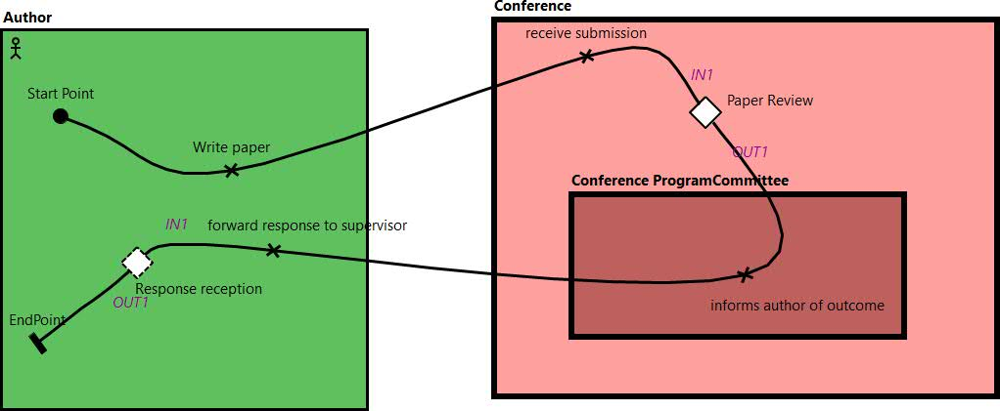 Author
Conference
receive submission
Start Point
IN1
Paper Review
Write paper
OUT1
Conference ProgramCommittee
IN1
forward response to supervisor
Response reception
OUT1
informs author of outcome
EndPoint